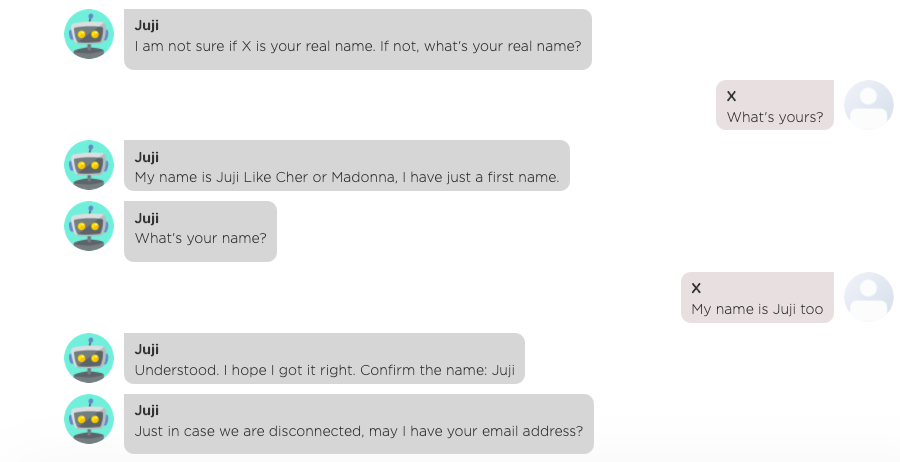 Juji
I am not sure if X is your real name. If not, what's your real name?
X
What's yours?
Juji
My name is Juji Like Cher or Madonna, I have just a first name.
Juji
What's your name?
X
My name is Juji too
Juji
Understood. I hope I got it right. Confirm the name: Juji
Juji
Just in case we are disconnected, may I have your email address?